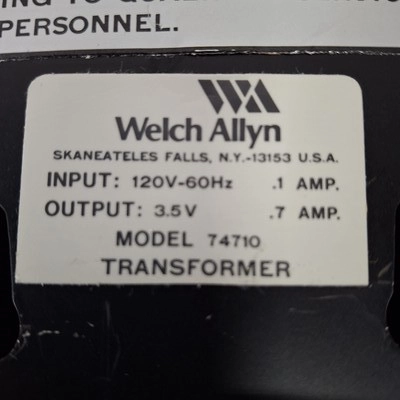 PERSONNEL.
WA
Welch Allyn
SKANEATELES FALLS, N.Y.-13153 U.S.A.
INPUT: 120V-60Hz .1 AMP.
OUTPUT: 3.5V .7 AMP.
MODEL 74710
TRANSFORMER